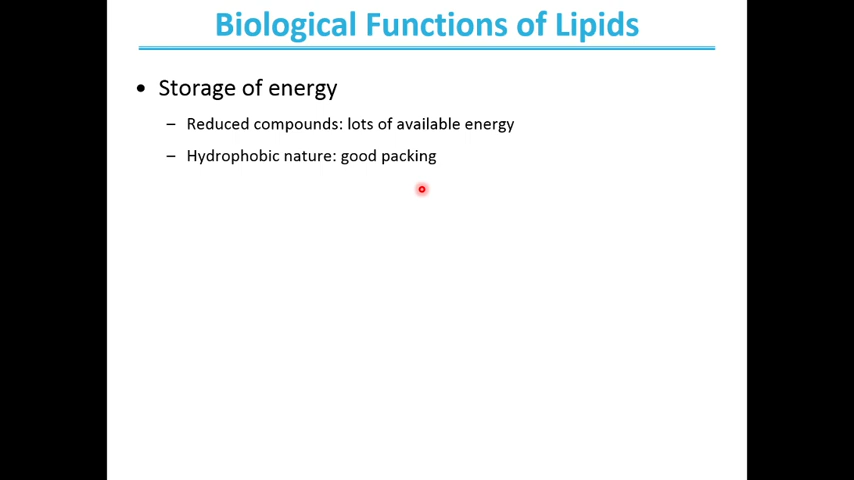 Biological Functions of Lipids
• Storage of energy
– Reduced compounds: lots of available energy
– Hydrophobic nature: good packing